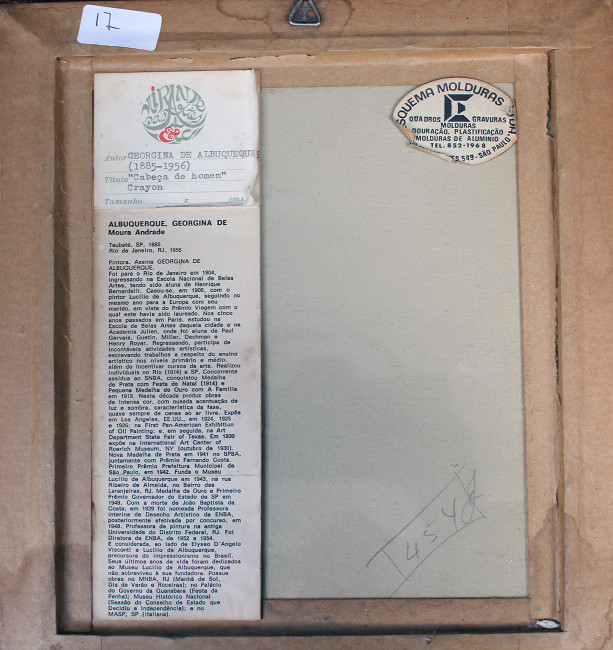 17
MIRANTE
DAS
ARTES
&
Autor GEORGINA DE ALBUQUEQUE
(1885-1956)
Título "Cabeça de homem"
Crayon
Tamanho x cms.
ALBUQUERQUE, GEORGINA DE
Moura Andrade
Taubaté, SP, 1885
Rio de Janeiro, RJ, 1956
Pintora. Assina GEORGINA DE
ALBUQUERQUE.
Foi para o Rio de Janeiro em 1904,
ingressando na Escola Nacional de Belas
Artes, tendo sido aluna de Henrique
Bernardelli. Casou-se, em 1906, com o
pintor Lucílio de Albuquerque, seguindo no
mesmo ano para a Europa com seu
marido, em vista do Prêmio Viagem com o
qual este havia sido laureado. Nos cinco
anos passados em Paris, estudou na
Escola de Belas Artes daquela cidade e na
Academia Julien, onde foi aluna de Paul
Gervais, Guetin, Miller, Dechman e
Henry Royer. Regressando, participa de
incontáveis atividades artísticas,
escrevando trabalhos a respeito do ensino
artístico nos níveis primário e médio,
além de incentivar cursos de arte. Realizou
individuais no Rio (1914) e SP. Concorrente
assídua ao SNBA, conquistou Medalha
de Prata com Festa de Natal (1914) e
Pequena Medalha de Ouro com A Família
em 1919. Nesta década produz obras
de intensa cor, com ousada acentuação de
luz e sombra, característica da fase,
quase sempre de cenas ao ar livre. Expõe
em Los Angeles, EE.UU., em 1924, 1925
e 1926; na First Pan-American Exhibition
of Oil Painting; e, em seguida, na Art
Department State Fair of Texas. Em 1930
expõe na International Art Center of
Roerich Museum, NY (outubro de 1930).
Nova Medalha de Prata em 1941 no SPBA,
juntamente com Prêmio Fernando Costa.
Primeiro Prêmio Prefeitura Municipal de
São Paulo, em 1942. Funda o Museu
Lucílio de Albuquerque em 1943, na rua
Ribeiro de Almeida, no Bairro das
Laranjeiras, RJ. Medalha de Ouro e Primeiro
Prêmio Governador do Estado de SP em
1949. Com a morte de João Baptista da
Costa, em 1939 foi nomeada Professora
interina de Desenho Artístico da ENBA,
posteriormente efetivada por concurso, em
1948. Professora de pintura na antiga
Universidade do Distrito Federal, RJ. Foi
Diretora da ENBA, de 1952 a 1954.
É considerada, ao lado de Elyseo D'Angelo
Visconti e Lucílio de Albuquerque,
precursora do impressionismo no Brasil.
Seus últimos anos de vida foram dedicados
ao Museu Lucílio de Albuquerque, que
não sobreviveu à sua fundadora. Possue
obras no MNBA, RJ (Manhã de Sol,
Dia de Verão e Roceiras); no Palácio
do Governo da Guanabara (Festa da
Penha); Museu Histórico Nacional
(Sessão do Conselho de Estado que
Decidiu a Independência); e no
MASP, SP (Italiana).
SQUEMA MOLDURAS
QUADROS GRAVURAS
MOLDURAS
DOURAÇÃO, PLASTIFICAÇÃO
MOLDURAS DE ALUMINIO
TEL. 852-1968
ES 549 - SÃO PAULO